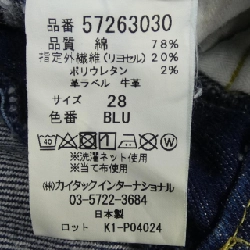 品番 57263030
品質 綿 78%
指定外繊維(リヨセル) 20%
ポリウレタン 2%
革ラベル 牛革
サイズ 28
色番 BLU
40
※洗濯ネット使用
※当て布使用
㈱カイタックインターナショナル
03-5722-3684
日本製
ロット K1-P04024